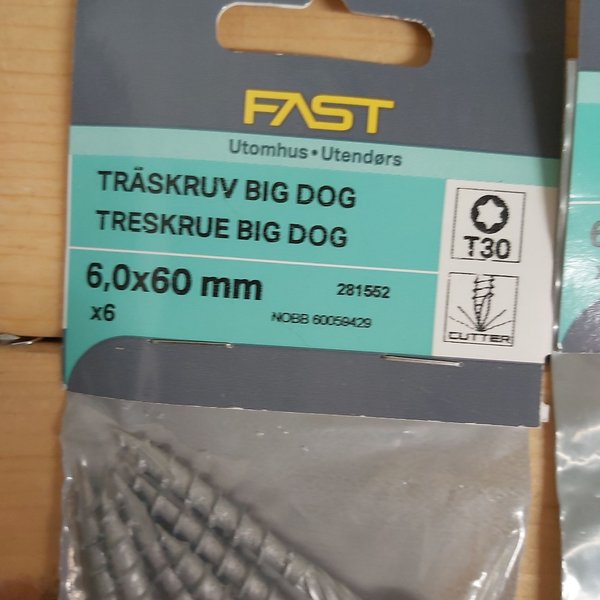 FAST
Utomhus • Utendørs
TRÄSKRUV BIG DOG
TRESKRUE BIG DOG
T30
6,0x60 mm
281552
x6
NOBB 60059429
CUTTER